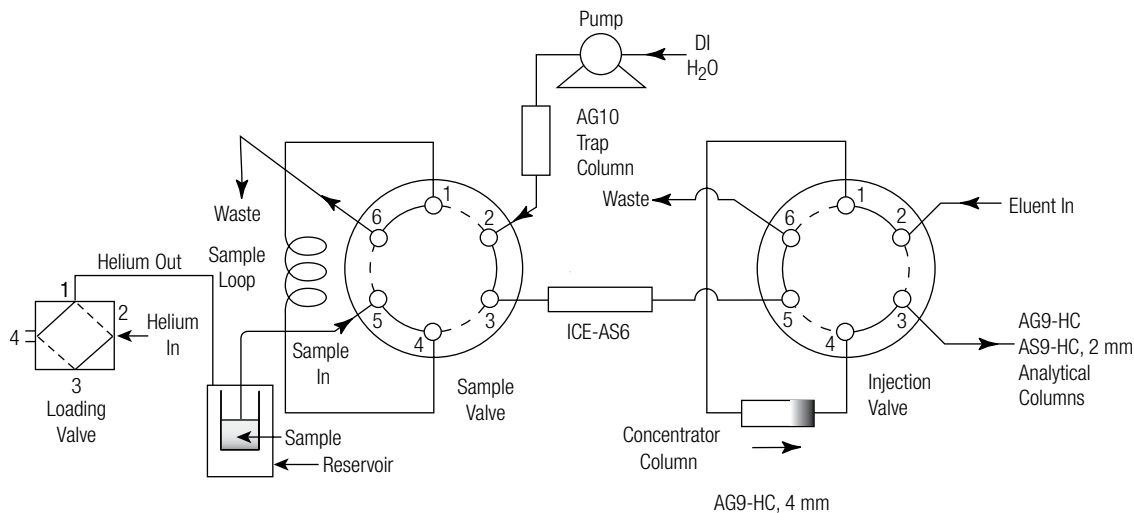 Pump
DI
H2O
AG10
Trap
Column
Waste
Sample
Loop
1
2
3
4
5
6
Helium Out
1
2
3
4
Helium
In
Loading
Valve
Sample
In
Sample
Valve
Sample
Reservoir
ICE-AS6
Waste
1
2
3
4
5
6
Eluent In
AG9-HC
AS9-HC, 2 mm
Analytical
Columns
Injection
Valve
Concentrator
Column
AG9-HC, 4 mm